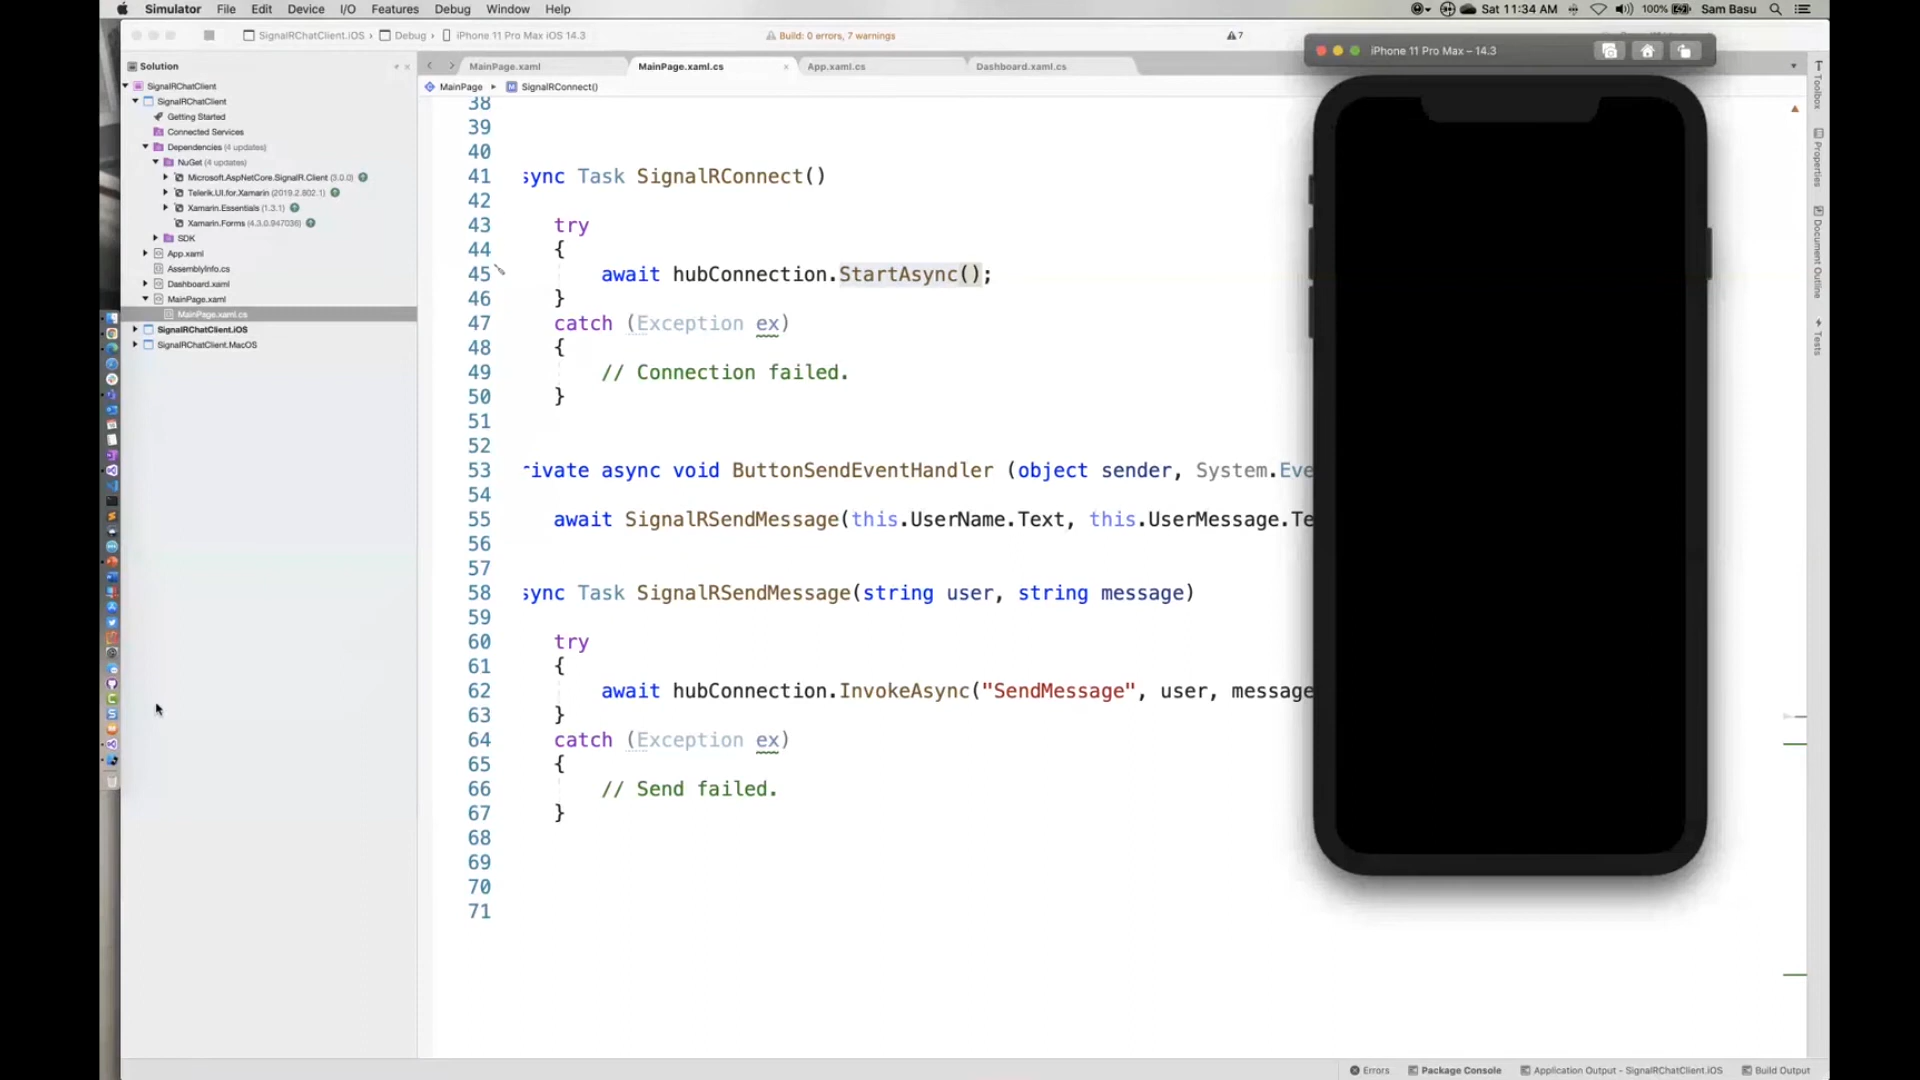 Simulator File Edit Device I/O Features Debug Window Help
Sat 11:34 AM 100% Sam Basu
SignalRChatClient.iOS Debug iPhone 11 Pro Max iOS 14.3
Build: 0 errors, 7 warnings
7
iPhone 11 Pro Max – 14.3
Solution
MainPage.xaml MainPage.xaml.cs App.xaml.cs Dashboard.xaml.cs
MainPage SignalRConnect()
SignalRChatClient
SignalRChatClient
Getting Started
Connected Services
Dependencies (4 updates)
NuGet (4 updates)
Microsoft.AspNetCore.SignalR.Client (3.0.0)
Telerik.UI.for.Xamarin (2019.2.802.1)
Xamarin.Essentials (1.3.1)
Xamarin.Forms (4.3.0.947036)
SDK
App.xaml
AssemblyInfo.cs
Dashboard.xaml
MainPage.xaml
MainPage.xaml.cs
SignalRChatClient.iOS
SignalRChatClient.MacOS
38
39
40
41 sync Task SignalRConnect()
42
43 try
44 {
45 await hubConnection.StartAsync();
46 }
47 catch (Exception ex)
48 {
49 // Connection failed.
50 }
51
52
53 rivate async void ButtonSendEventHandler (object sender, System.Eve
54
55 await SignalRSendMessage(this.UserName.Text, this.UserMessage.Te
56
57
58 sync Task SignalRSendMessage(string user, string message)
59
60 try
61 {
62 await hubConnection.InvokeAsync("SendMessage", user, message
63 }
64 catch (Exception ex)
65 {
66 // Send failed.
67 }
68
69
70
71
Toolbox
Properties
Document Outline
Tests
Errors Package Console Application Output - SignalRChatClient.iOS Build Output